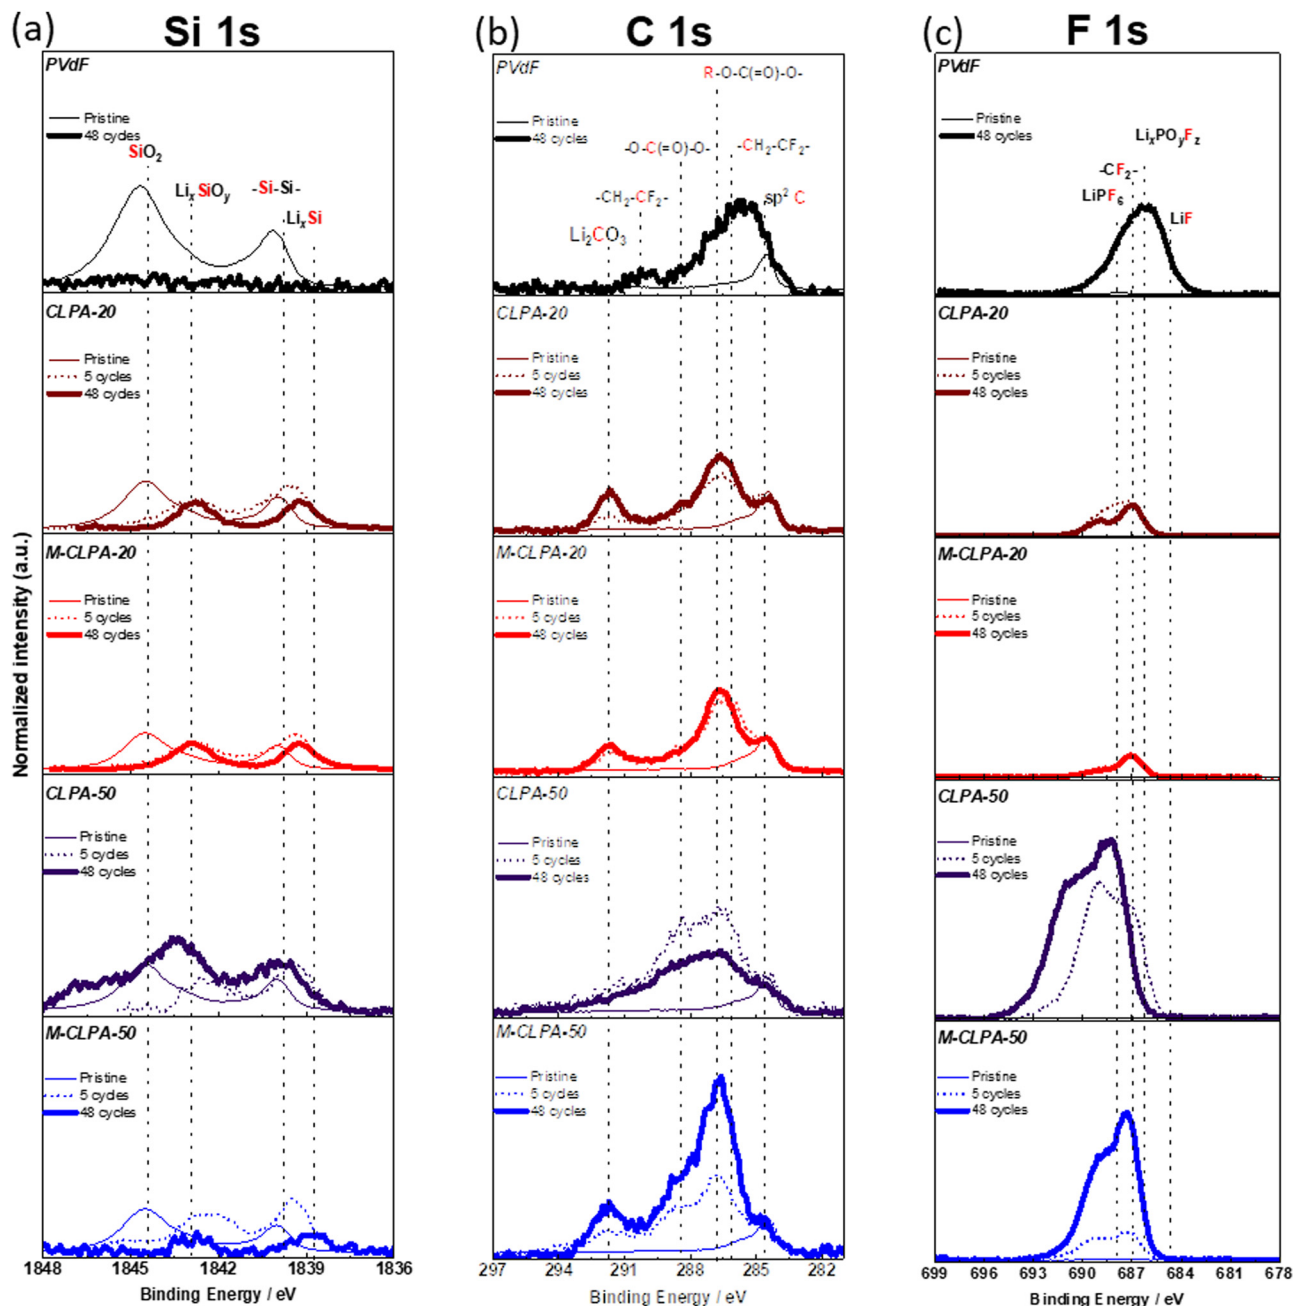 (a) Si 1s
PVdF
Pristine
48 cycles
SiO2
LixSiOy
-Si-Si-
LixSi
CLPA-20
Pristine
5 cycles
48 cycles
M-CLPA-20
Pristine
5 cycles
48 cycles
CLPA-50
Pristine
5 cycles
48 cycles
M-CLPA-50
Pristine
5 cycles
48 cycles
1848 1845 1842 1839 1836
Binding Energy / eV
Normalized intensity (a.u.)
(b) C 1s
PVdF
R-O-C(=O)-O-
Pristine
48 cycles
-O-C(=O)-O-
-CH2-CF2-
-CH2-CF2-
sp2 C
Li2CO3
CLPA-20
Pristine
5 cycles
48 cycles
M-CLPA-20
Pristine
5 cycles
48 cycles
CLPA-50
Pristine
5 cycles
48 cycles
M-CLPA-50
Pristine
5 cycles
48 cycles
297 294 291 288 285 282
Binding Energy / eV
(c) F 1s
PVdF
Pristine
48 cycles
LixPOyFz
-CF2-
LiPF6
LiF
CLPA-20
Pristine
5 cycles
48 cycles
M-CLPA-20
Pristine
5 cycles
48 cycles
CLPA-50
Pristine
5 cycles
48 cycles
M-CLPA-50
Pristine
5 cycles
48 cycles
699 696 693 690 687 684 681 678
Binding Energy / eV